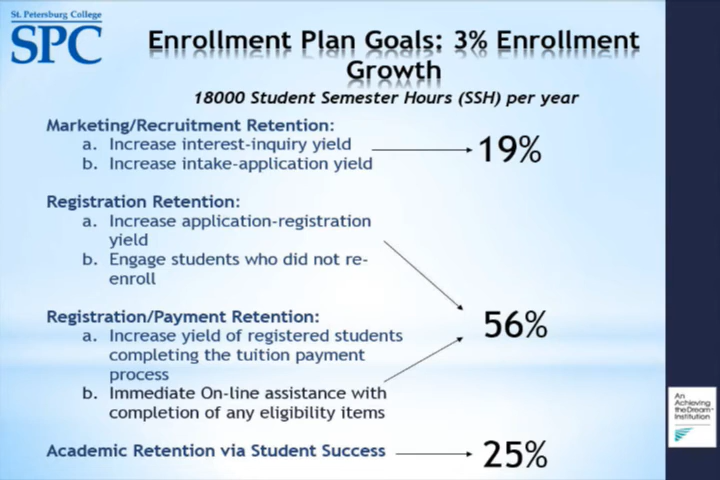 St. Petersburg College
SPC
Enrollment Plan Goals: 3% Enrollment
Growth
18000 Student Semester Hours (SSH) per year
Marketing/Recruitment Retention:
a. Increase interest-inquiry yield
b. Increase intake-application yield
19%
Registration Retention:
a. Increase application-registration
yield
b. Engage students who did not re-
enroll
Registration/Payment Retention:
a. Increase yield of registered students
completing the tuition payment
process
b. Immediate On-line assistance with
completion of any eligibility items
56%
Academic Retention via Student Success
25%
An
Achieving
the Dream
Institution